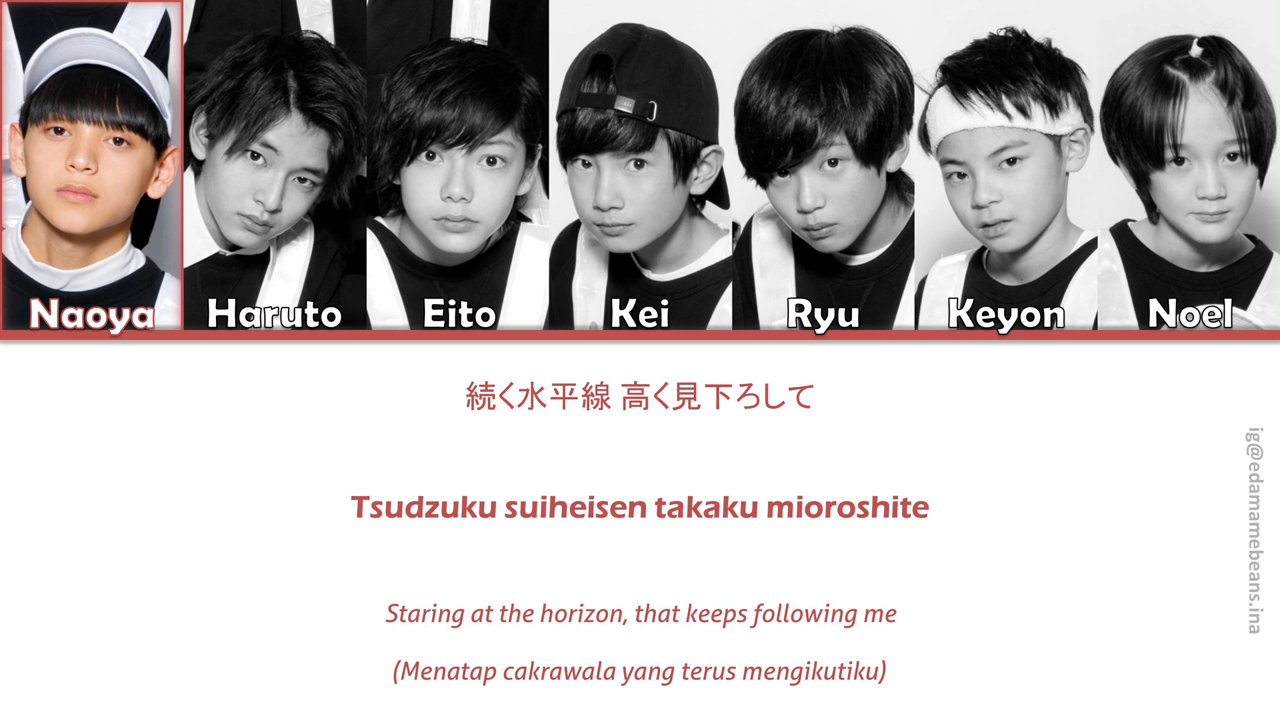 Naoya Haruto Eito Kei Ryu Keyon Noel
続く水平線 高く見下ろして
Tsudzuku suiheisen takaku mioroshite
Staring at the horizon, that keeps following me
(Menatap cakrawala yang terus mengikutiku)
ig@edamamebeans.ina